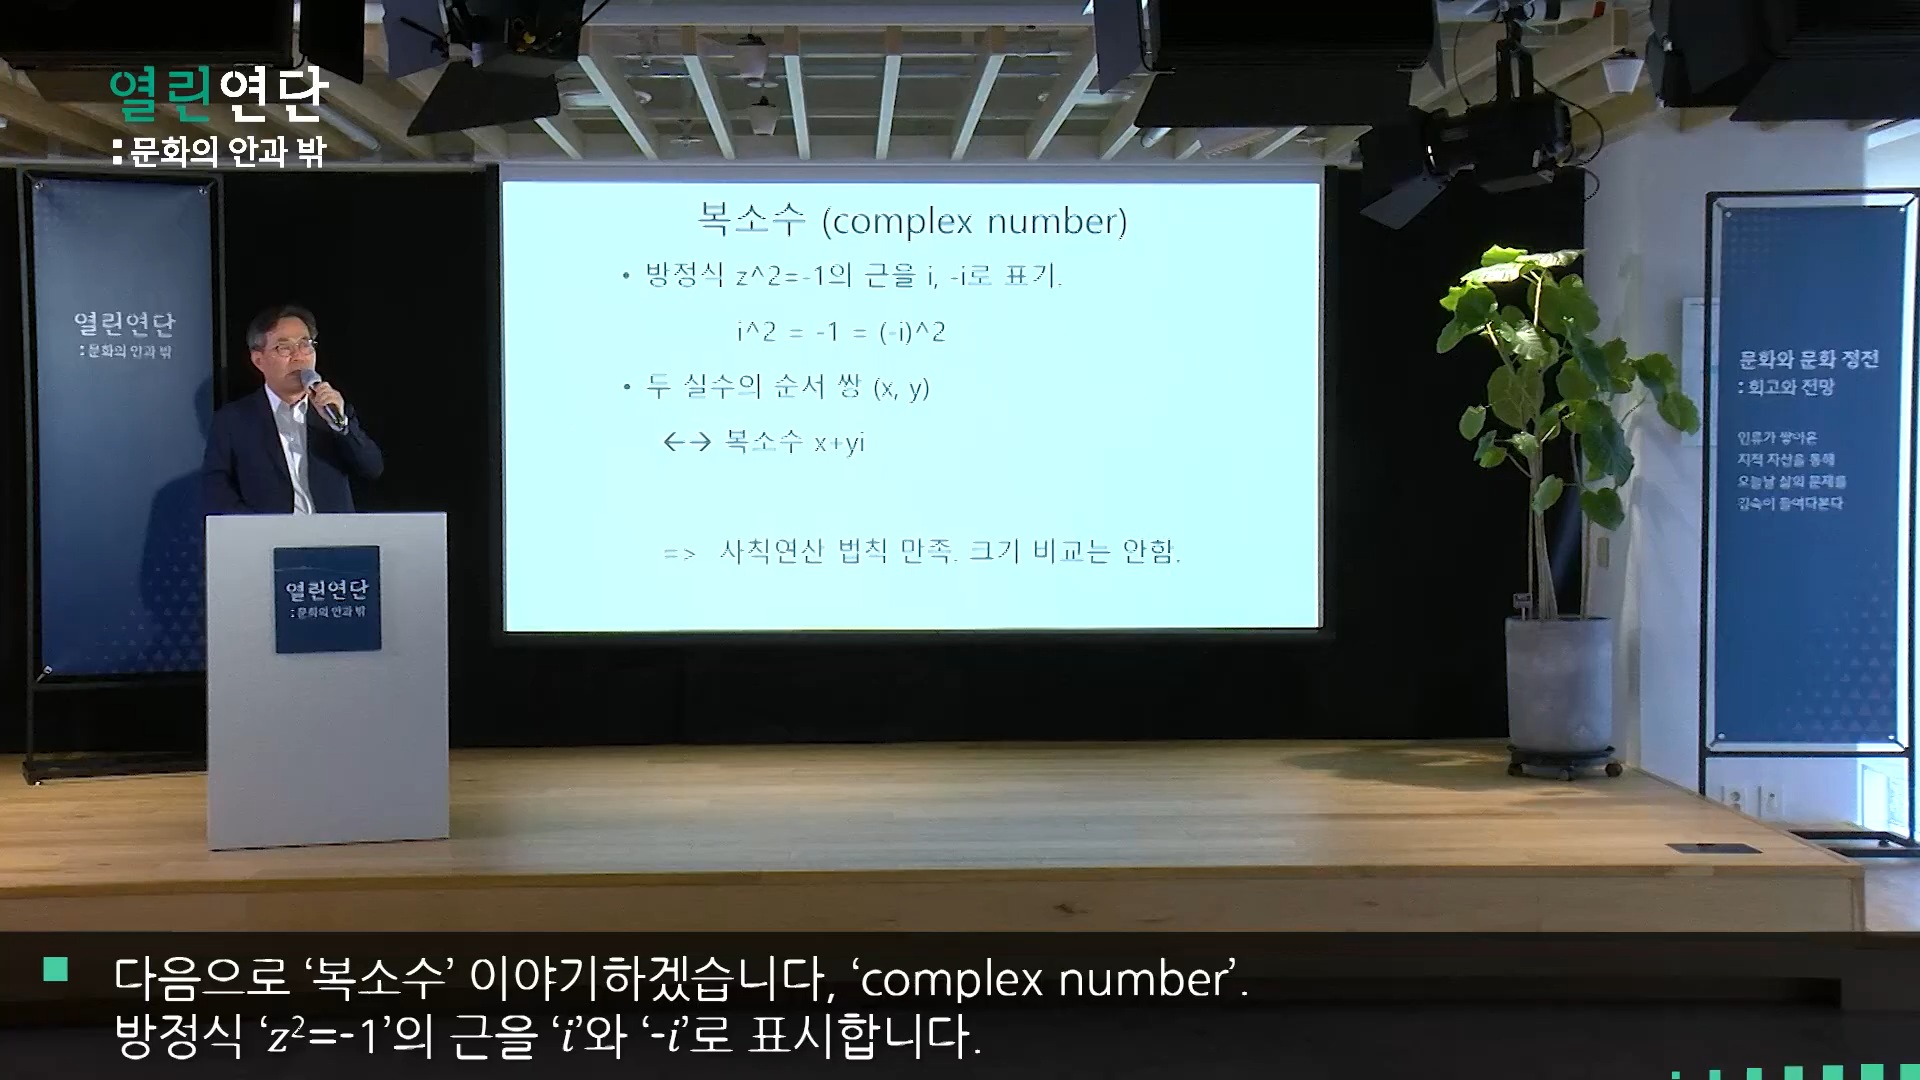 열린연단
:문화의 안과 밖
열린연단
:문화의 안과 밖
복소수 (complex number)
• 방정식 z^2=-1의 근을 i, -i로 표기.
i^2 = -1 = (-i)^2
• 두 실수의 순서 쌍 (x, y)
←→ 복소수 x+yi
=> 사칙연산 법칙 만족. 크기 비교는 안함.
열린연단
:문화의 안과 밖
문화와 문화 정전
: 회고와 전망
인류가 쌓아온
지적 자산을 통해
오늘날 삶의 문제를
깊숙이 들여다본다
다음으로 ‘복소수’ 이야기하겠습니다, ‘complex number’.
방정식 ‘z²=-1’의 근을 ‘i’와 ‘-i’로 표시합니다.